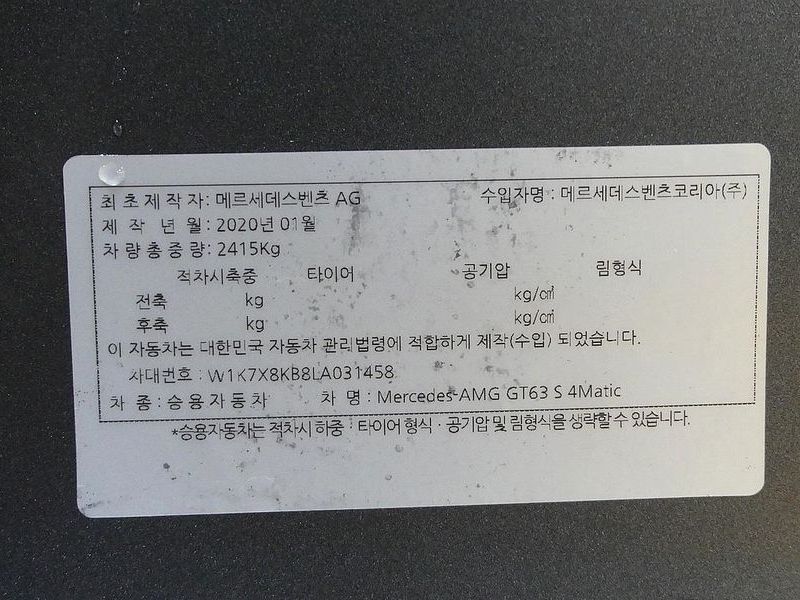 최초제작자: 메르세데스벤츠 AG 수입자명 : 메르세데스벤츠코리아(주)
제 작 년 월: 2020년 01월
차 량 총 중 량: 2415Kg
적차시축중 타이어 공기압 림형식
전축 kg kg/㎠
후축 kg kg/㎠
이 자동차는 대한민국 자동차 관리법령에 적합하게 제작(수입) 되었습니다.
차대번호 : W1K7X8KB8LA031458
차 종 : 승용자동차 차 명 : Mercedes-AMG GT63 S 4Matic
*승용자동차는 적차시 하중 · 타이어 형식 · 공기압 및 림형식을 생략할 수 있습니다.